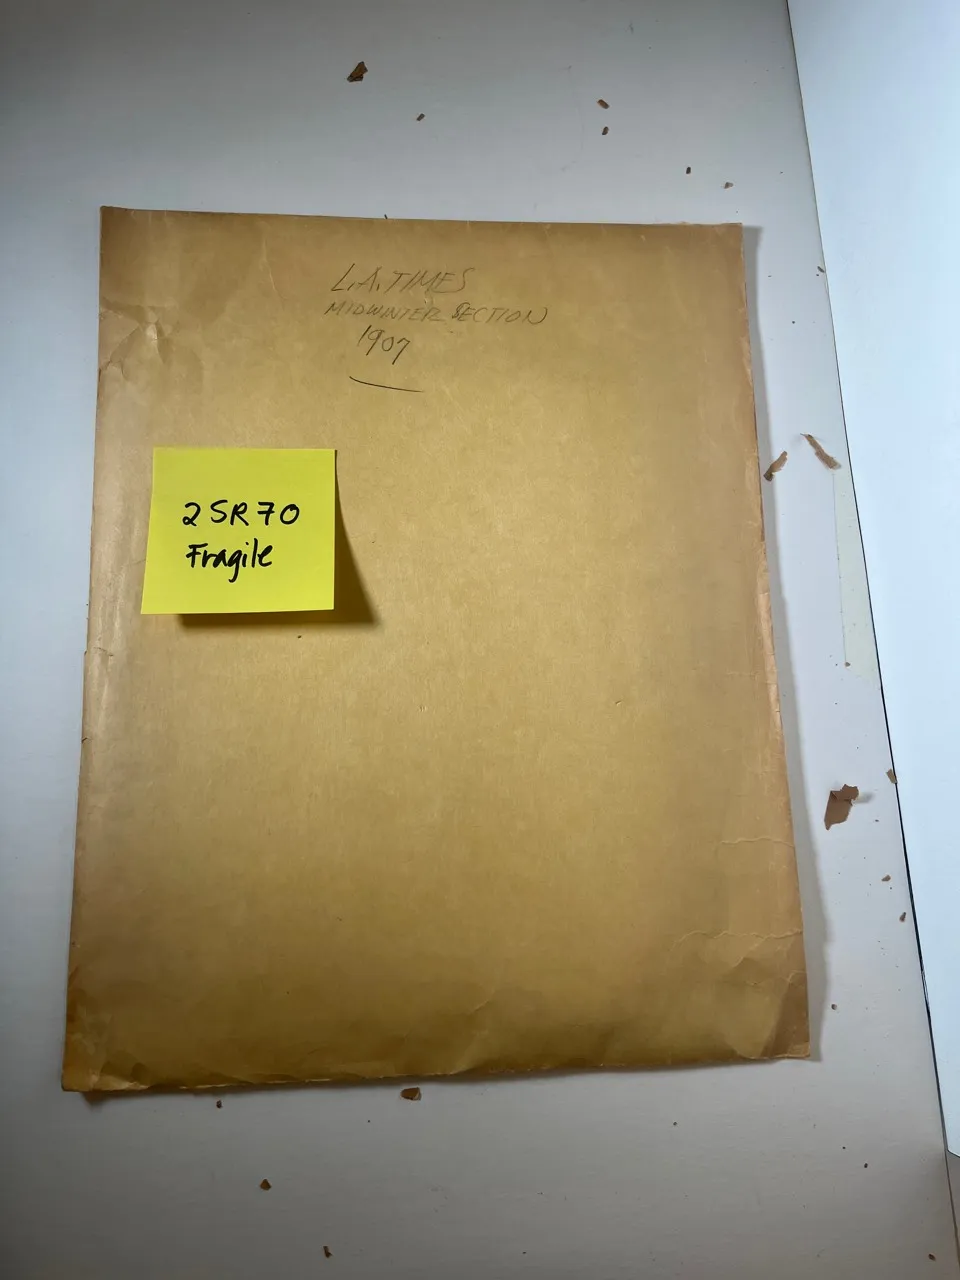 L.A. TIMES
MIDWINTER SECTION
1907
2SR70
Fragile